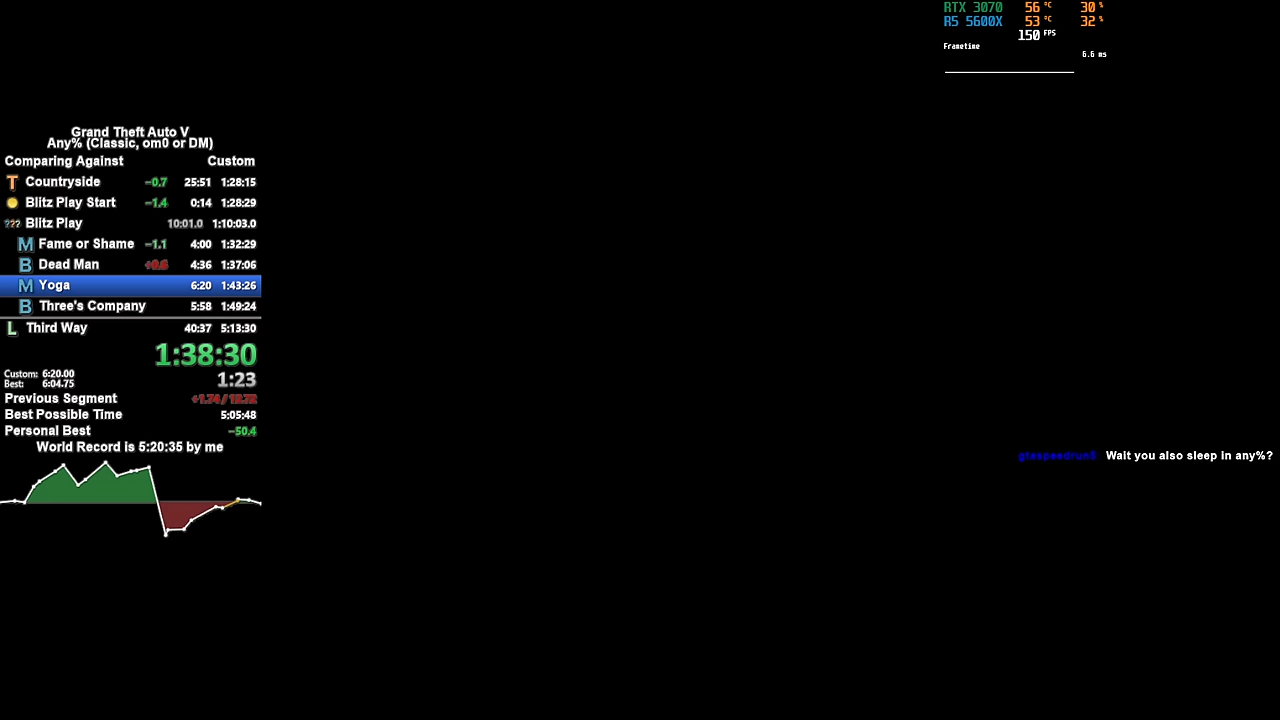 RTX 3070 56 °C 30 %
R5 5600X 53 °C 32 %
150 FPS
Frametime
6.6 ms
Grand Theft Auto V
Any% (Classic, om0 or DM)
Comparing Against Custom
T Countryside −0.7 25:51 1:28:15
Blitz Play Start −1.4 0:14 1:28:29
??? Blitz Play 10:01.0 1:10:03.0
M Fame or Shame −1.1 4:00 1:32:29
B Dead Man +0.6 4:36 1:37:06
M Yoga 6:20 1:43:26
B Three's Company 5:58 1:49:24
L Third Way 40:37 5:13:30
1:38:30
Custom: 6:20.00
Best: 6:04.75
1:23
Previous Segment
Best Possible Time 5:05:48
Personal Best −50.4
World Record is 5:20:35 by me
Wait you also sleep in any%?